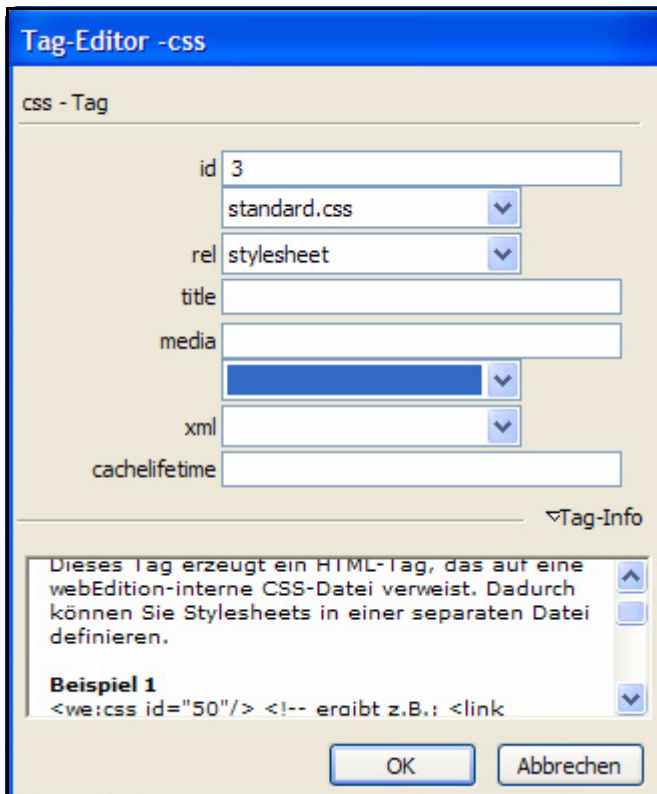 Tag-Editor -css
css - Tag
id 3
standard.css
rel stylesheet
title
media
xml
cachelifetime
Tag-Info
Dieses Tag erzeugt ein HTML-Tag, das auf eine
webEdition-interne CSS-Datei verweist. Dadurch
können Sie Stylesheets in einer separaten Datei
definieren.
Beispiel 1
<we:css id="50"/> <!-- ergibt z.B.: <link
OK Abbrechen